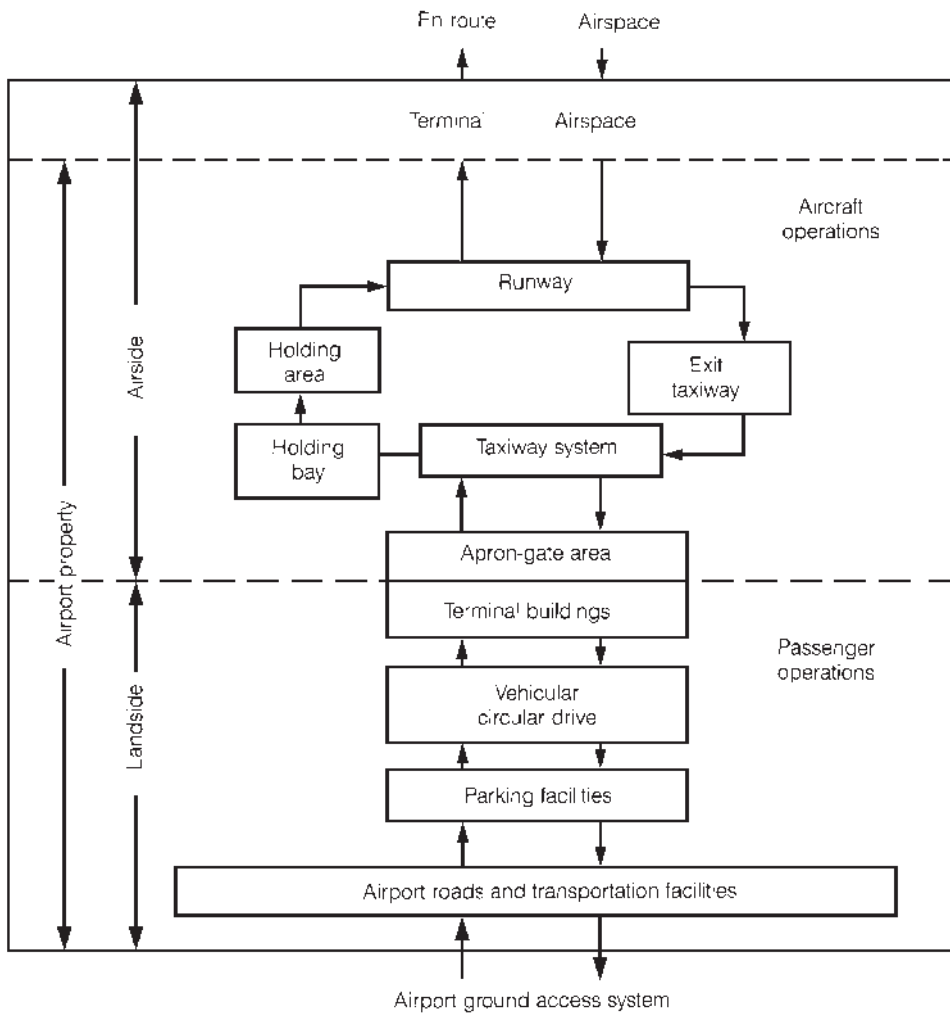 En route Airspace
Terminal Airspace
Aircraft
operations
Runway
Holding
area
Exit
taxiway
Airside
Holding
bay
Taxiway system
Airport property
Apron-gate area
Terminal buildings
Passenger
operations
Landside
Vehicular
circular drive
Parking facilities
Airport roads and transportation facilities
Airport ground access system